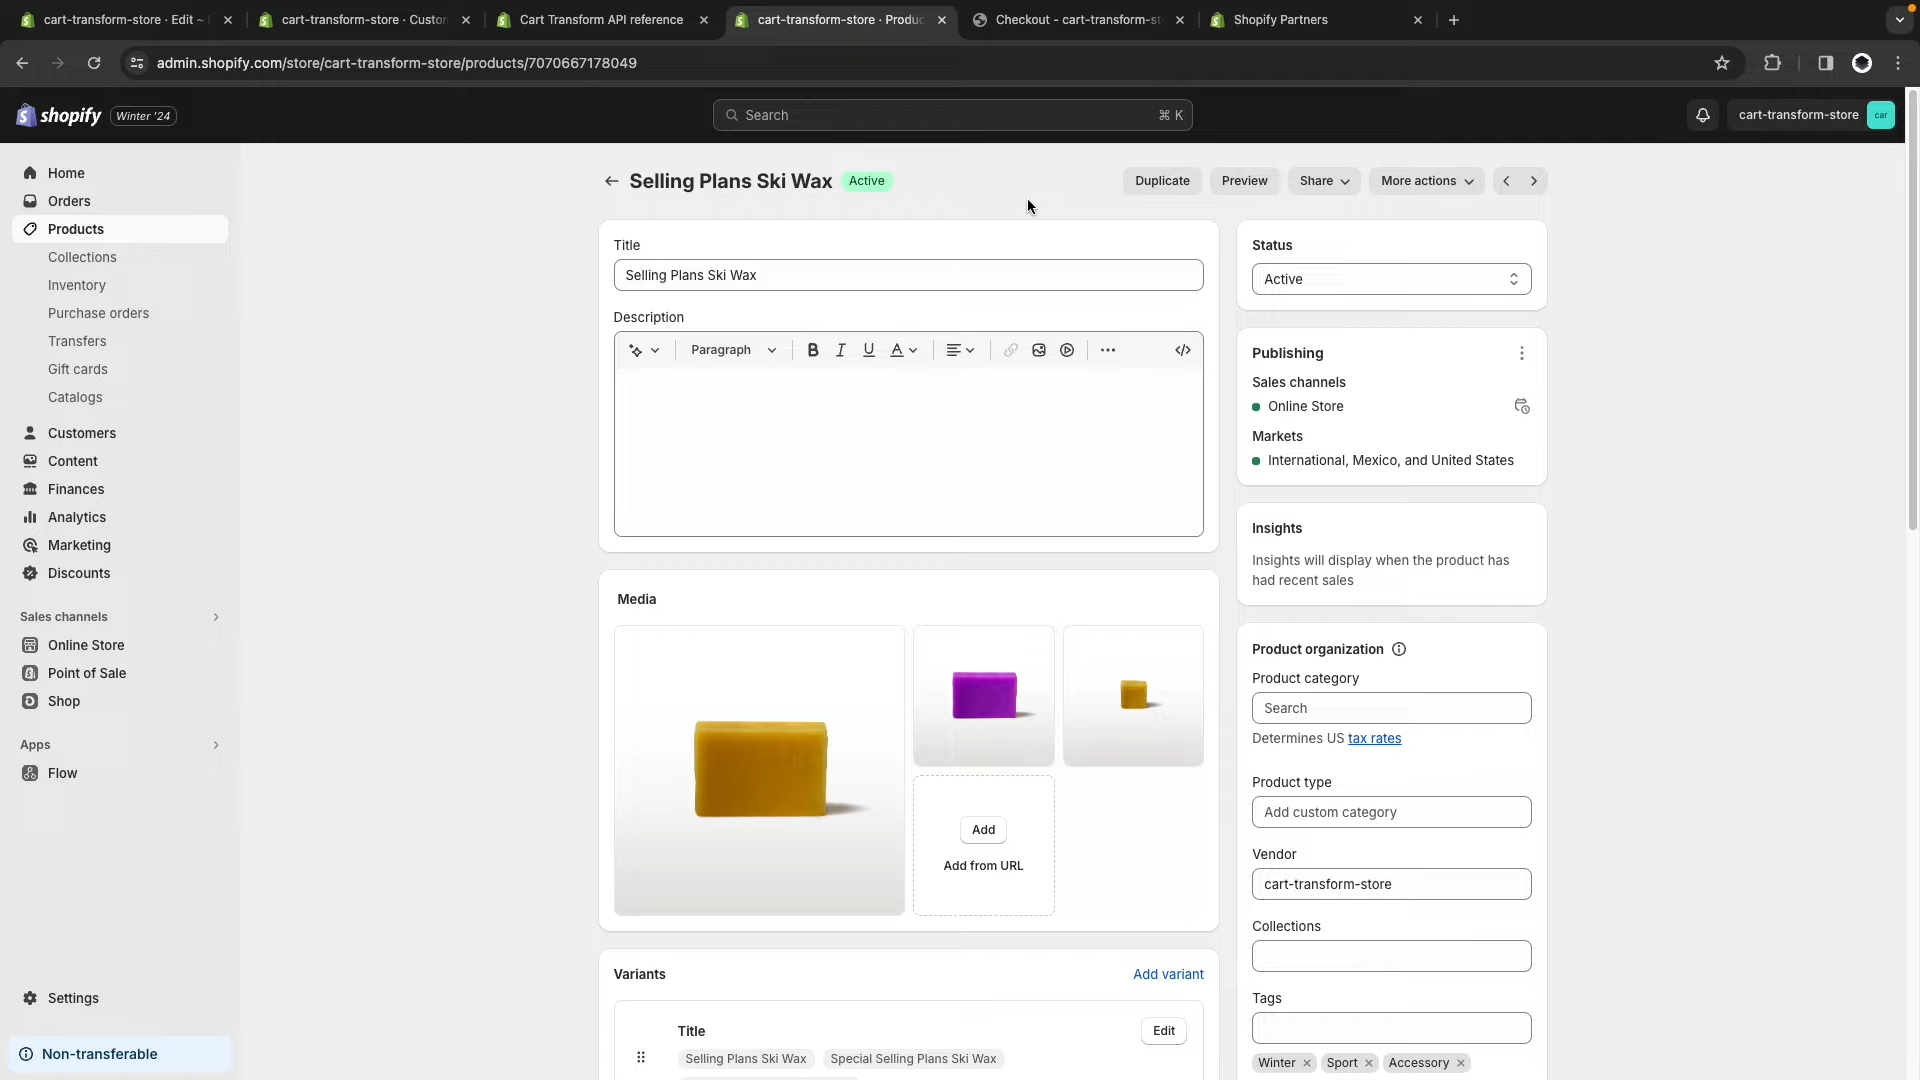 cart-transform-store · Edit ~
cart-transform-store · Custor
Cart Transform API reference
cart-transform-store · Produc
Checkout - cart-transform-st
Shopify Partners
admin.shopify.com/store/cart-transform-store/products/7070667178049
shopify
Winter '24
Search
⌘ K
cart-transform-store
car
Home
Orders
Products
Collections
Inventory
Purchase orders
Transfers
Gift cards
Catalogs
Customers
Content
Finances
Analytics
Marketing
Discounts
Sales channels
Online Store
Point of Sale
Shop
Apps
Flow
Settings
Non-transferable
Selling Plans Ski Wax
Active
Duplicate
Preview
Share
More actions
Title
Selling Plans Ski Wax
Description
Paragraph
B
I
U
A
Media
Add
Add from URL
Variants
Add variant
Title
Edit
Selling Plans Ski Wax
Special Selling Plans Ski Wax
Status
Active
Publishing
Sales channels
Online Store
Markets
International, Mexico, and United States
Insights
Insights will display when the product has
had recent sales
Product organization
Product category
Search
Determines US tax rates
Product type
Add custom category
Vendor
cart-transform-store
Collections
Tags
Winter
Sport
Accessory